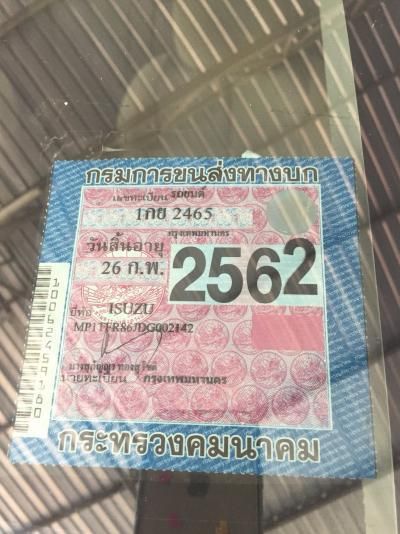 กรมการขนส่งทางบก
เลขทะเบียน รถยนต์
1กย 2465
กรุงเทพมหานคร
วันสิ้นอายุ
26 ก.พ. 2562
ยี่ห้อ ISUZU
MP1TFR86JDG002142
นายทะเบียน กรุงเทพมหานคร
กระทรวงคมนาคม